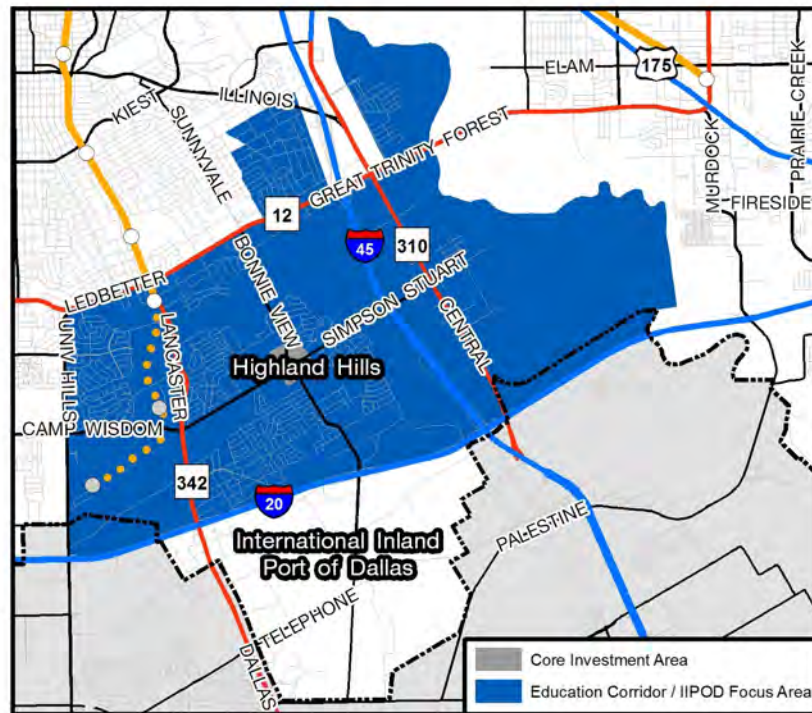 ELAM
175
KIEST
ILLINOIS
SUNNYVALE
MURDOCK
PRAIRIE CREEK
GREAT TRINITY FOREST
FIRESIDE
12
45
310
BONNIE VIEW
LEDBETTER
SIMPSON STUART
UNIV HILLS
LANCASTER
CENTRAL
Highland Hills
CAMP WISDOM
342
20
International Inland
Port of Dallas
PALESTINE
TELEPHONE
DALLAS
Core Investment Area
Education Corridor / IIPOD Focus Area